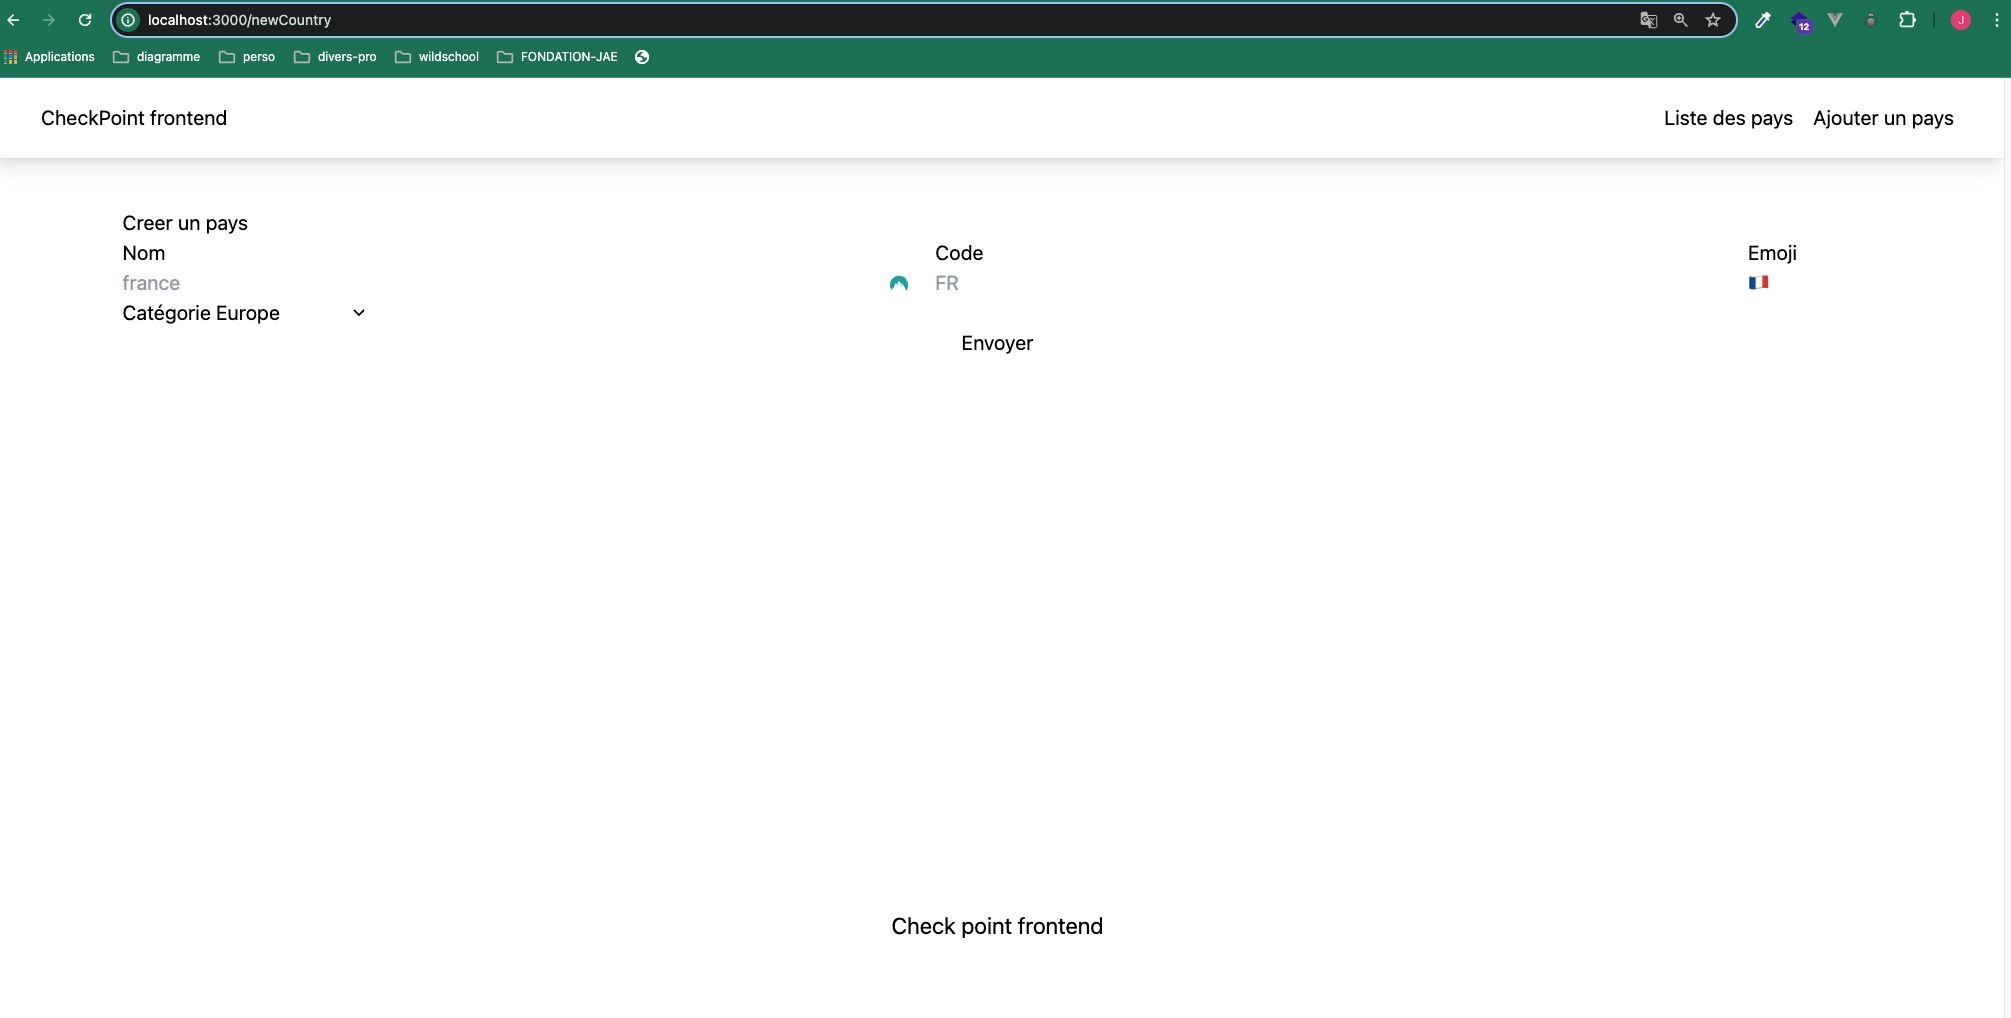 localhost:3000/newCountry
12
J
Applications diagramme perso divers-pro wildschool FONDATION-JAE
CheckPoint frontend Liste des pays Ajouter un pays
Creer un pays
Nom Code Emoji
france FR 🇫🇷
Catégorie Europe
Envoyer
Check point frontend